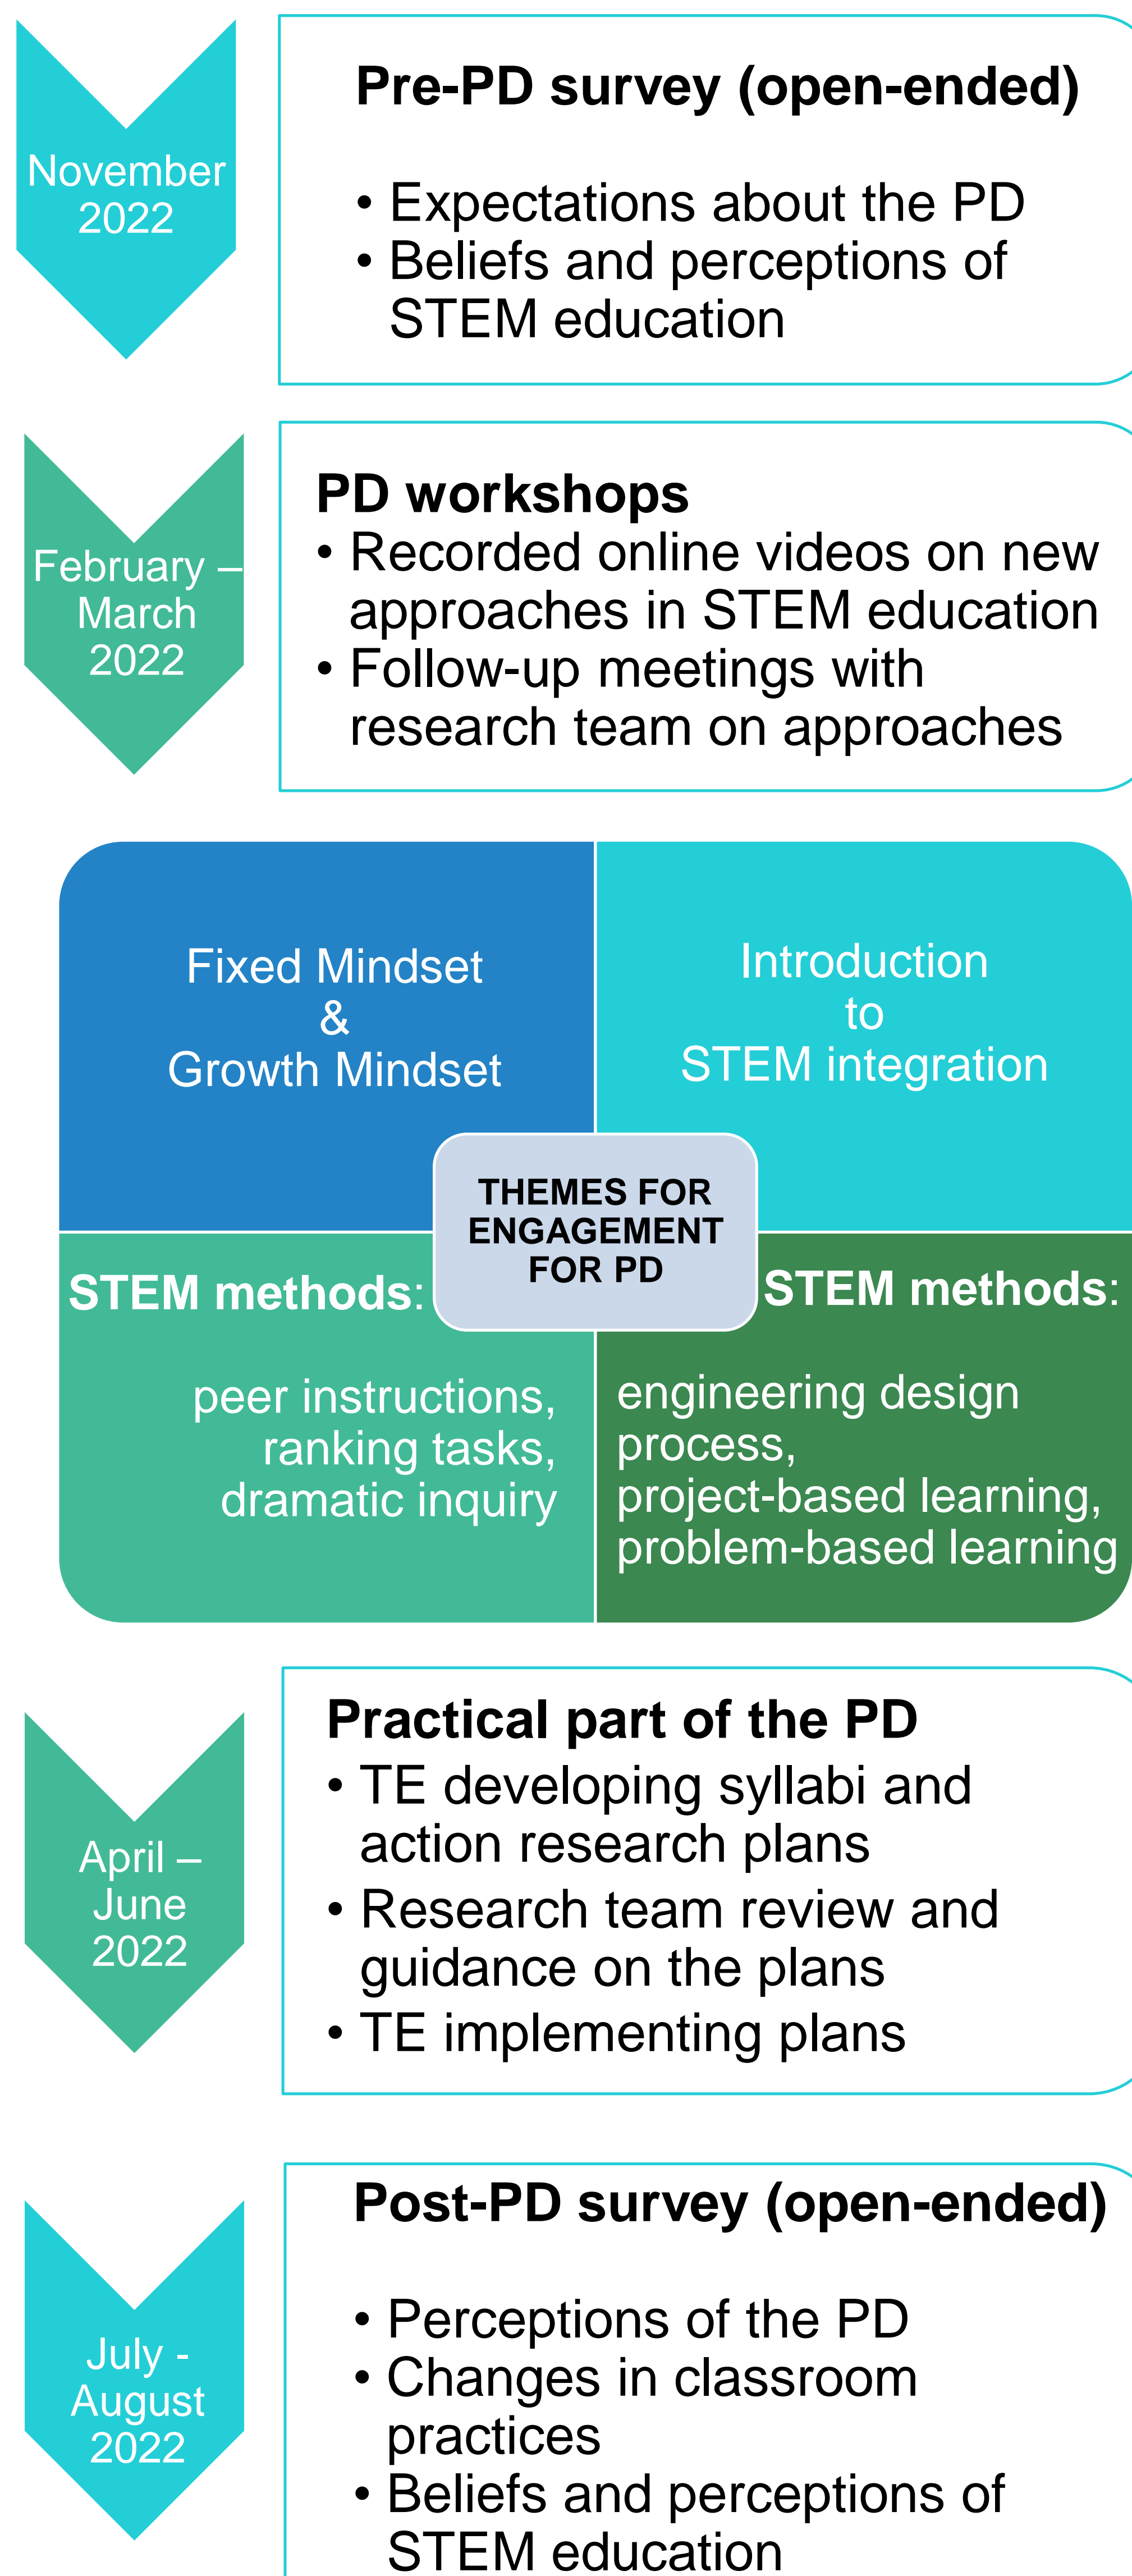 November
2022
Pre-PD survey (open-ended)
• Expectations about the PD
• Beliefs and perceptions of
STEM education
February –
March
2022
PD workshops
• Recorded online videos on new
approaches in STEM education
• Follow-up meetings with
research team on approaches
Fixed Mindset
&
Growth Mindset
Introduction
to
STEM integration
THEMES FOR
ENGAGEMENT
FOR PD
STEM methods:
peer instructions,
ranking tasks,
dramatic inquiry
STEM methods:
engineering design
process,
project-based learning,
problem-based learning
April –
June
2022
Practical part of the PD
• TE developing syllabi and
action research plans
• Research team review and
guidance on the plans
• TE implementing plans
July -
August
2022
Post-PD survey (open-ended)
• Perceptions of the PD
• Changes in classroom
practices
• Beliefs and perceptions of
STEM education